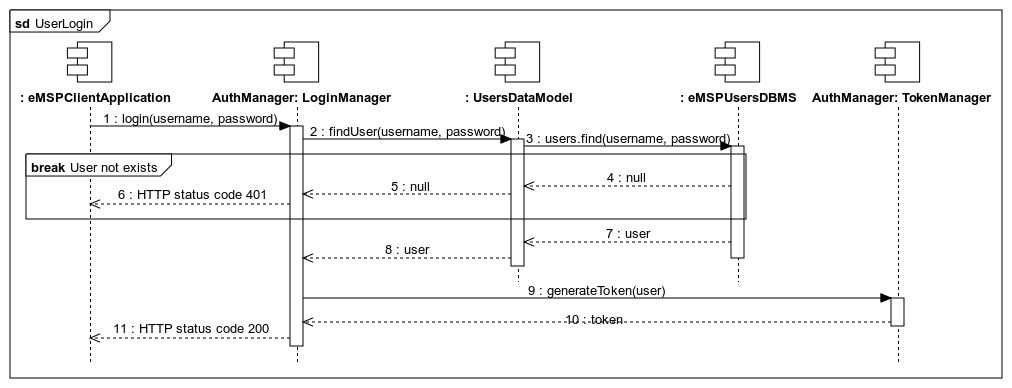 sd UserLogin
: eMSPClientApplication
AuthManager: LoginManager
: UsersDataModel
: eMSPUsersDBMS
AuthManager: TokenManager
1 : login(username, password)
2 : findUser(username, password)
3 : users.find(username, password)
break User not exists
4 : null
5 : null
6 : HTTP status code 401
7 : user
8 : user
9 : generateToken(user)
10 : token
11 : HTTP status code 200